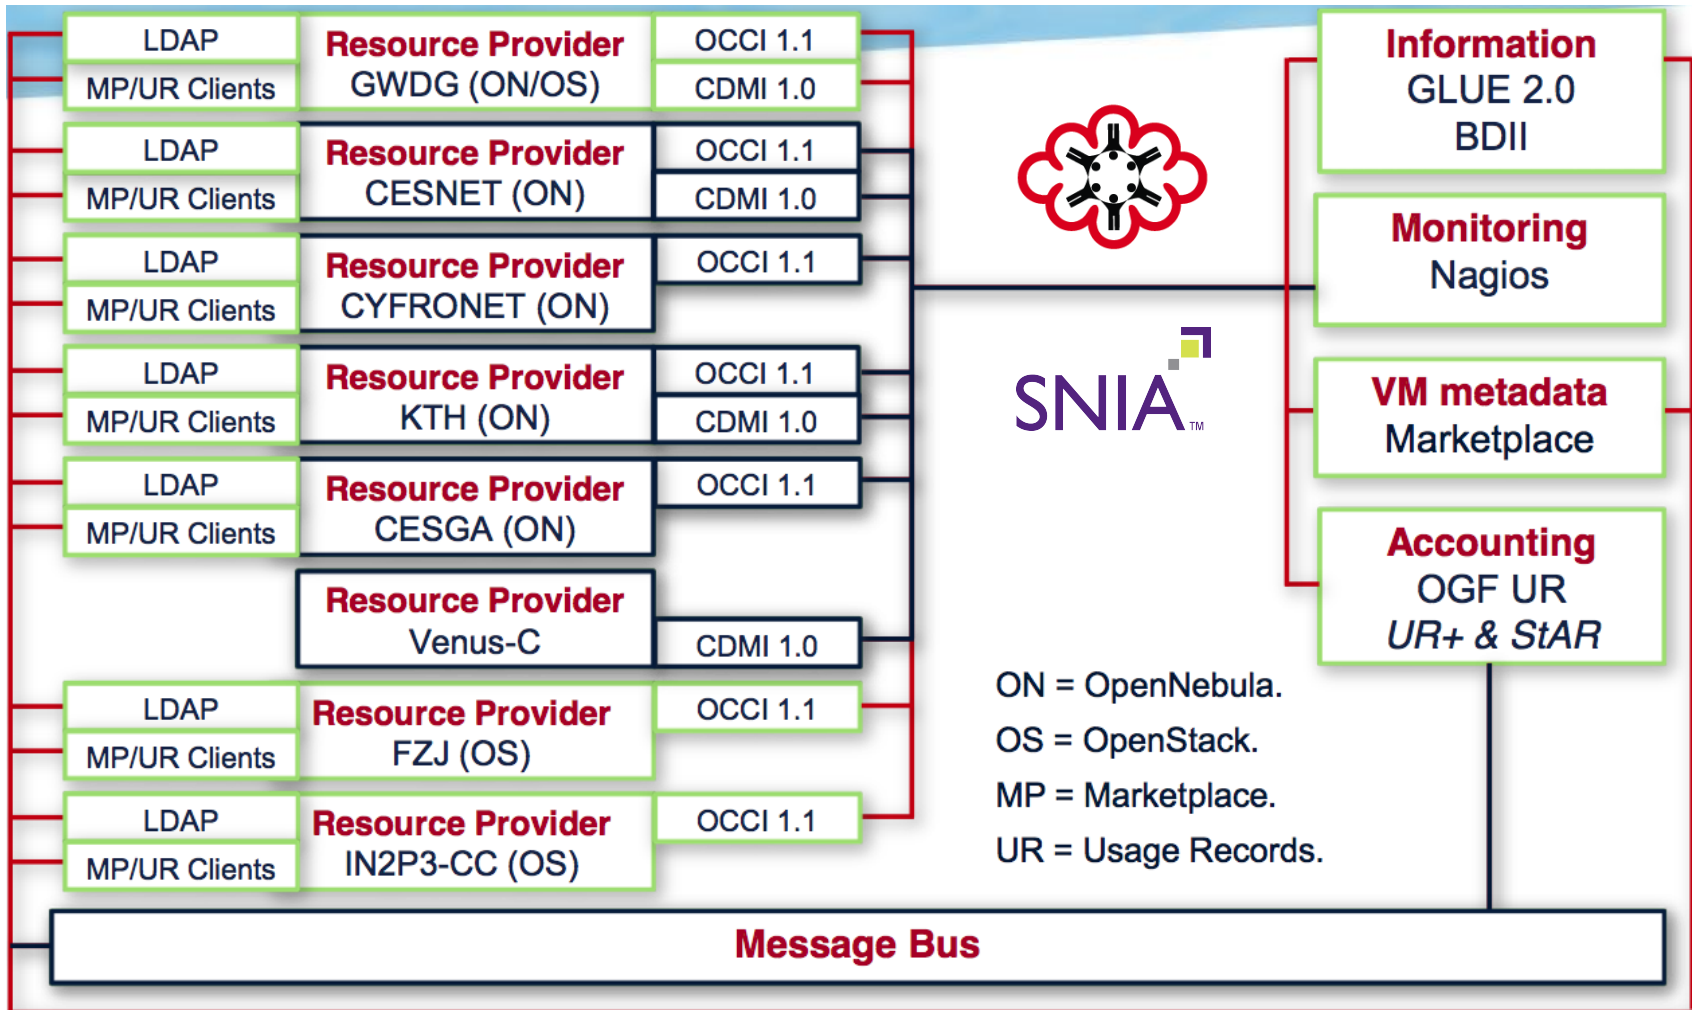 LDAP
MP/UR Clients
Resource Provider
GWDG (ON/OS)
OCCI 1.1
CDMI 1.0
LDAP
MP/UR Clients
Resource Provider
CESNET (ON)
OCCI 1.1
CDMI 1.0
LDAP
MP/UR Clients
Resource Provider
CYFRONET (ON)
OCCI 1.1
LDAP
MP/UR Clients
Resource Provider
KTH (ON)
OCCI 1.1
CDMI 1.0
LDAP
MP/UR Clients
Resource Provider
CESGA (ON)
OCCI 1.1
Resource Provider
Venus-C
CDMI 1.0
LDAP
MP/UR Clients
Resource Provider
FZJ (OS)
OCCI 1.1
LDAP
MP/UR Clients
Resource Provider
IN2P3-CC (OS)
OCCI 1.1
SNIA™
Information
GLUE 2.0
BDII
Monitoring
Nagios
VM metadata
Marketplace
Accounting
OGF UR
UR+ & StAR
ON = OpenNebula.
OS = OpenStack.
MP = Marketplace.
UR = Usage Records.
Message Bus